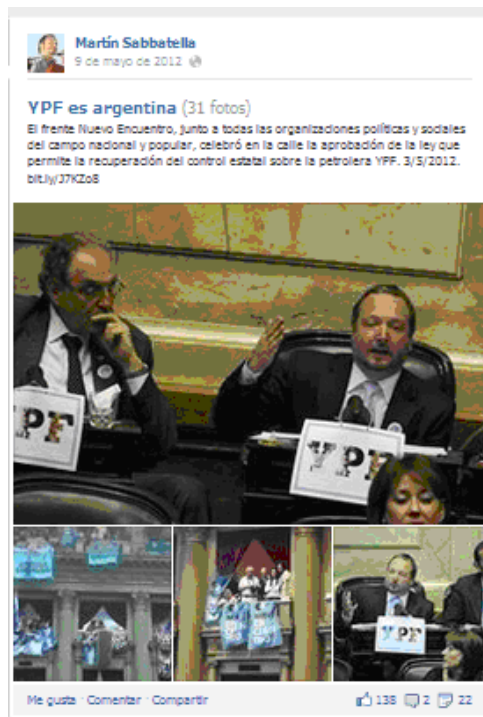 Martín Sabbatella
9 de mayo de 2012
YPF es argentina (31 fotos)
El frente Nuevo Encuentro, junto a todas las organizaciones políticas y sociales
del campo nacional y popular, celebró en la calle la aprobación de la ley que
permite la recuperación del control estatal sobre la petrolera YPF. 3/5/2012.
bit.ly/J7KZo8
YPF
YPF
YPF
Me gusta · Comentar · Compartir
138 2 22